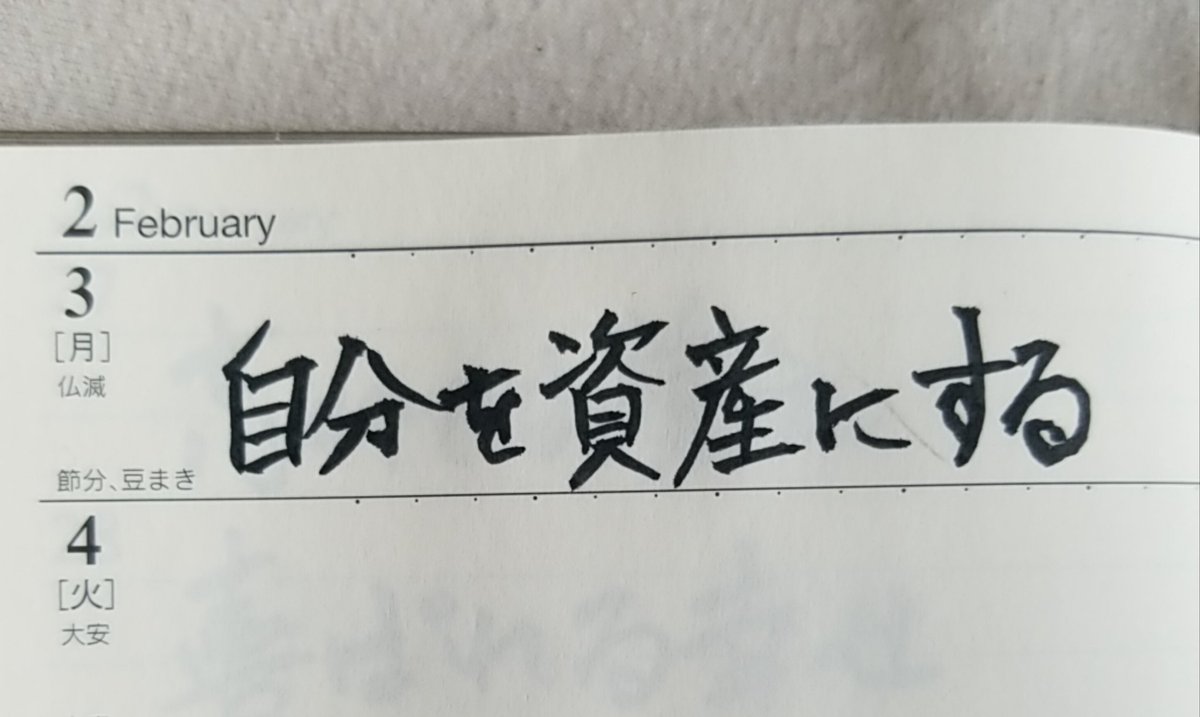 2 February
3
[月]
仏滅
自分を資産にする
節分、豆まき
4
[火]
大安